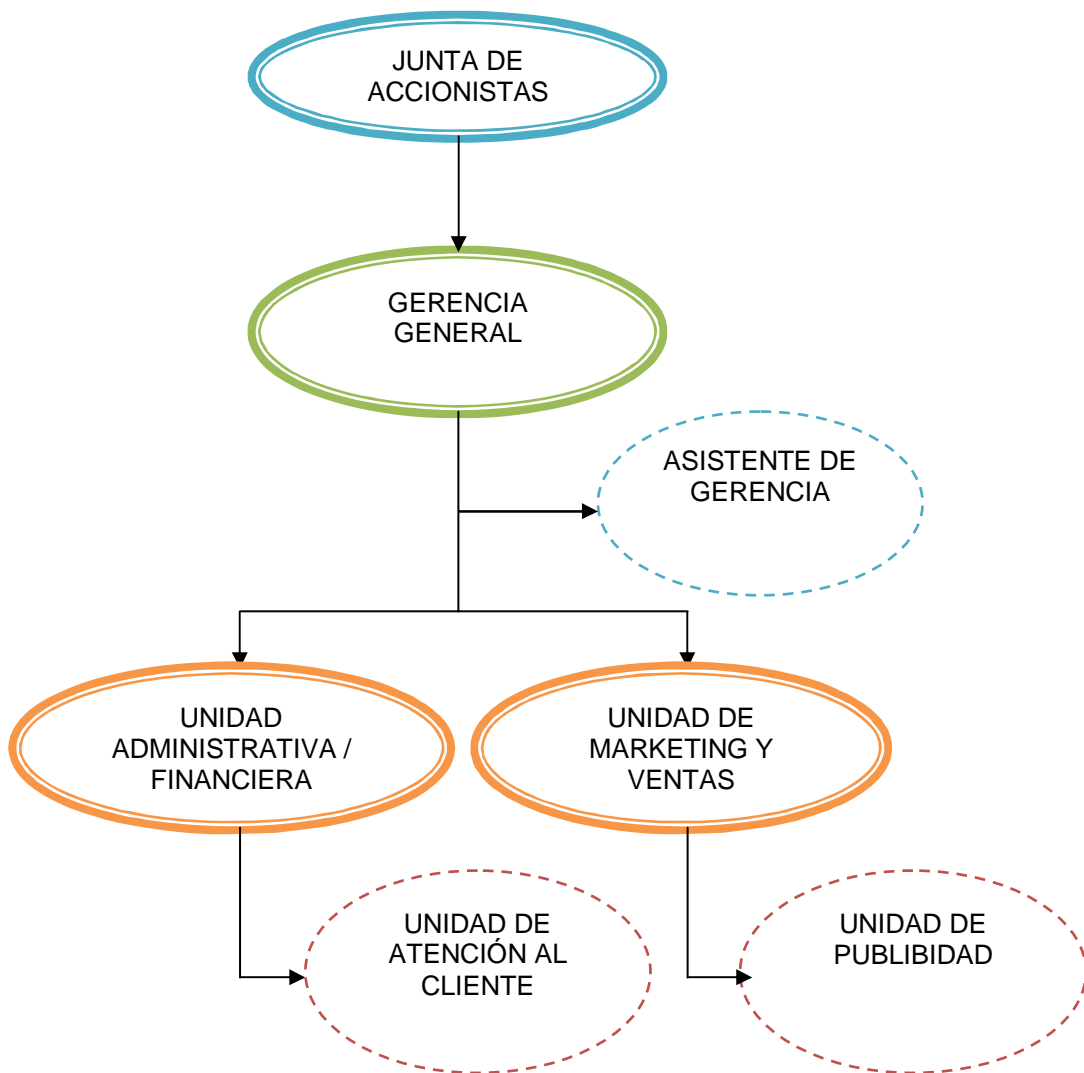 JUNTA DE
ACCIONISTAS
GERENCIA
GENERAL
ASISTENTE DE
GERENCIA
UNIDAD
ADMINISTRATIVA /
FINANCIERA
UNIDAD DE
MARKETING Y
VENTAS
UNIDAD DE
ATENCIÓN AL
CLIENTE
UNIDAD DE
PUBLIBIDAD